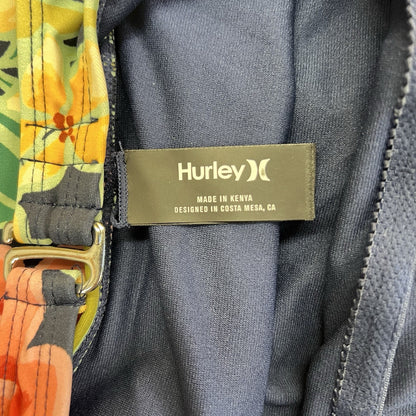 Hurley
MADE IN KENYA
DESIGNED IN COSTA MESA, CA